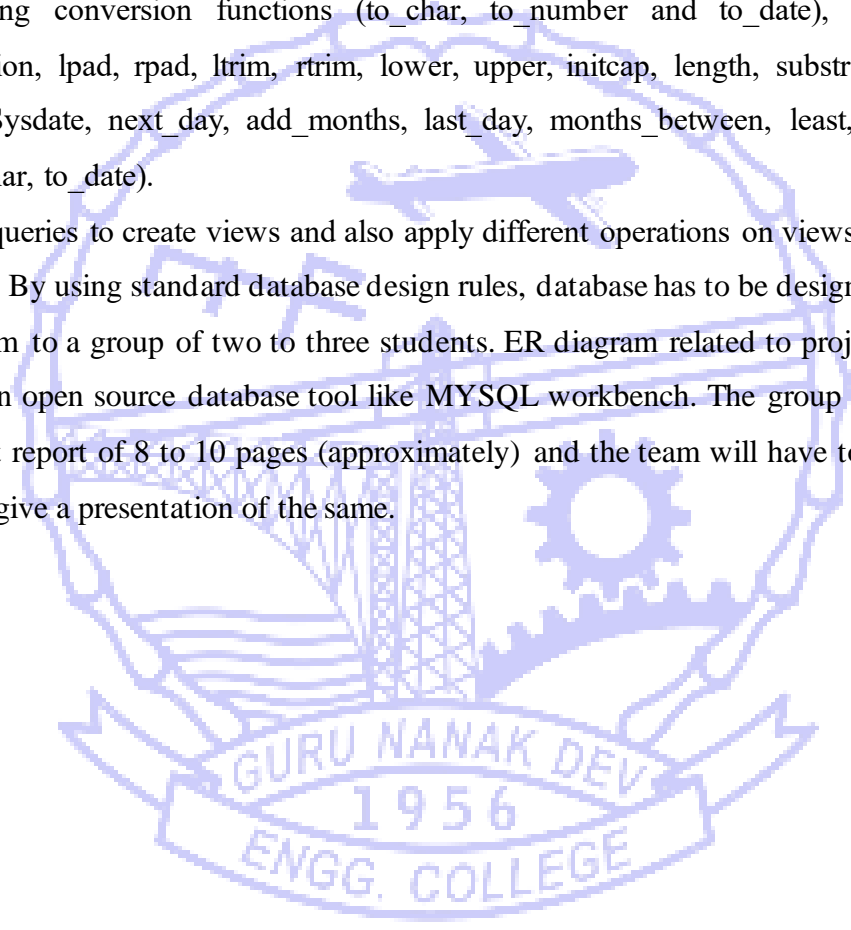 ng conversion functions (to_char, to_number and to_date),
ion, lpad, rpad, ltrim, rtrim, lower, upper, initcap, length, substr
Sysdate, next_day, add_months, last_day, months_between, least,
ar, to_date).
queries to create views and also apply different operations on views
By using standard database design rules, database has to be design
m to a group of two to three students. ER diagram related to proj
n open source database tool like MYSQL workbench. The group
report of 8 to 10 pages (approximately) and the team will have to
give a presentation of the same.
GURU NANAK DEV
1956
ENGG. COLLEGE